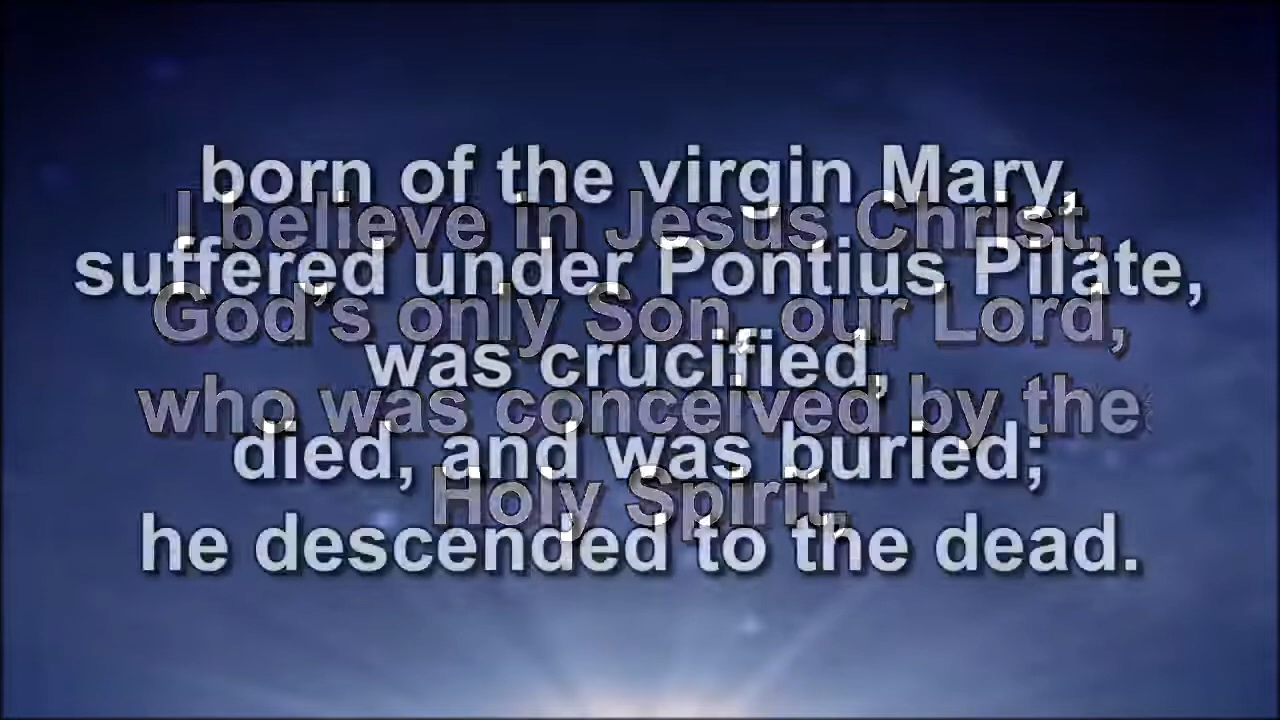 born of the virgin Mary,
I believe in Jesus Christ,
suffered under Pontius Pilate,
God's only Son, our Lord,
was crucified,
who was conceived by the
died, and was buried;
Holy Spirit,
he descended to the dead.